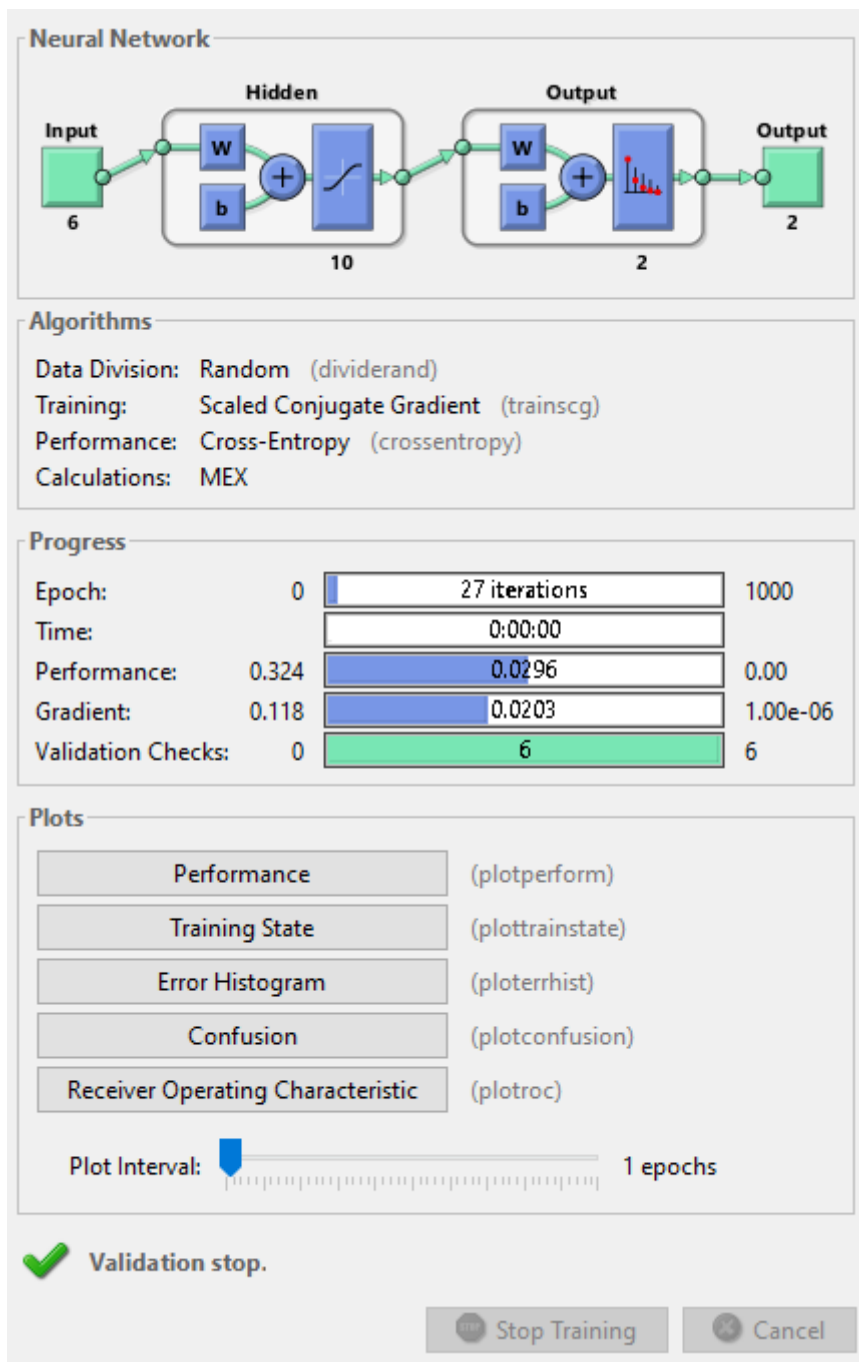 Neural Network
Hidden
Output
Input
Output
W
W
b
b
6
2
10
2
Algorithms
Data Division: Random (dividerand)
Training: Scaled Conjugate Gradient (trainscg)
Performance: Cross-Entropy (crossentropy)
Calculations: MEX
Progress
Epoch: 0 27 iterations 1000
Time: 0:00:00
Performance: 0.324 0.0296 0.00
Gradient: 0.118 0.0203 1.00e-06
Validation Checks: 0 6 6
Plots
Performance (plotperform)
Training State (plottrainstate)
Error Histogram (ploterrhist)
Confusion (plotconfusion)
Receiver Operating Characteristic (plotroc)
Plot Interval: 1 epochs
Validation stop.
STOP Stop Training Cancel